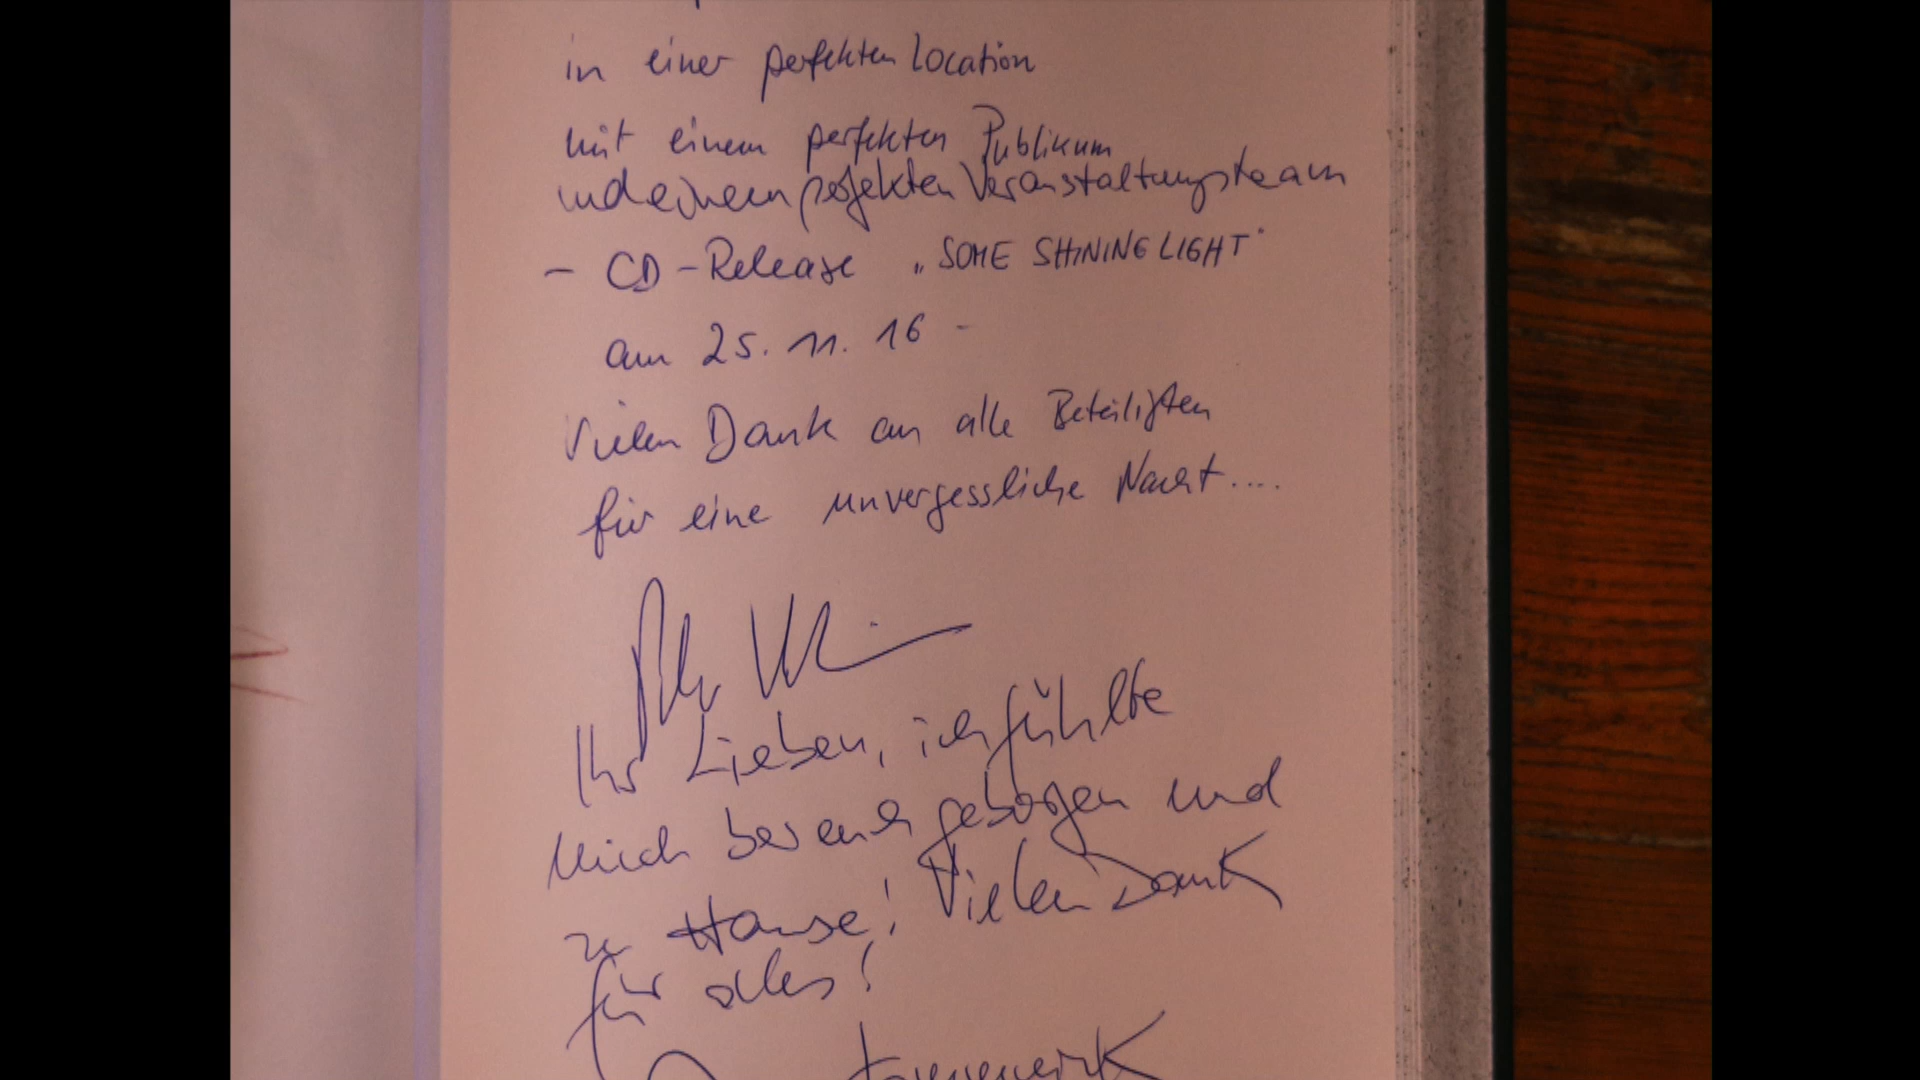 in einer perfekten Location
mit einem perfekten Publikum
und einem perfekten Veranstaltungsteam
- CD-Release „SOME SHINING LIGHT"
am 25.11.16 -
Vielen Dank an alle Beteiligten
für eine unvergessliche Nacht....
Ihr Lieben, ich fühlte
mich bei euch geborgen und
zu Hause! Vielen Dank
für alles!